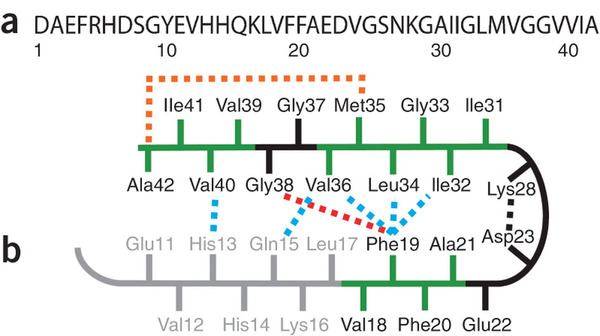 a DAEFRHDSGYEVHHQKLVFFAEDVGSNKGAIIGLMVGGVVIA
1 10 20 30 40
Ile41 Val39 Gly37 Met35 Gly33 Ile31
Ala42 Val40 Gly38 Val36 Leu34 Ile32 Lys28
b Glu11 His13 Gln15 Leu17 Phe19 Ala21 Asp23
Val12 His14 Lys16 Val18 Phe20 Glu22